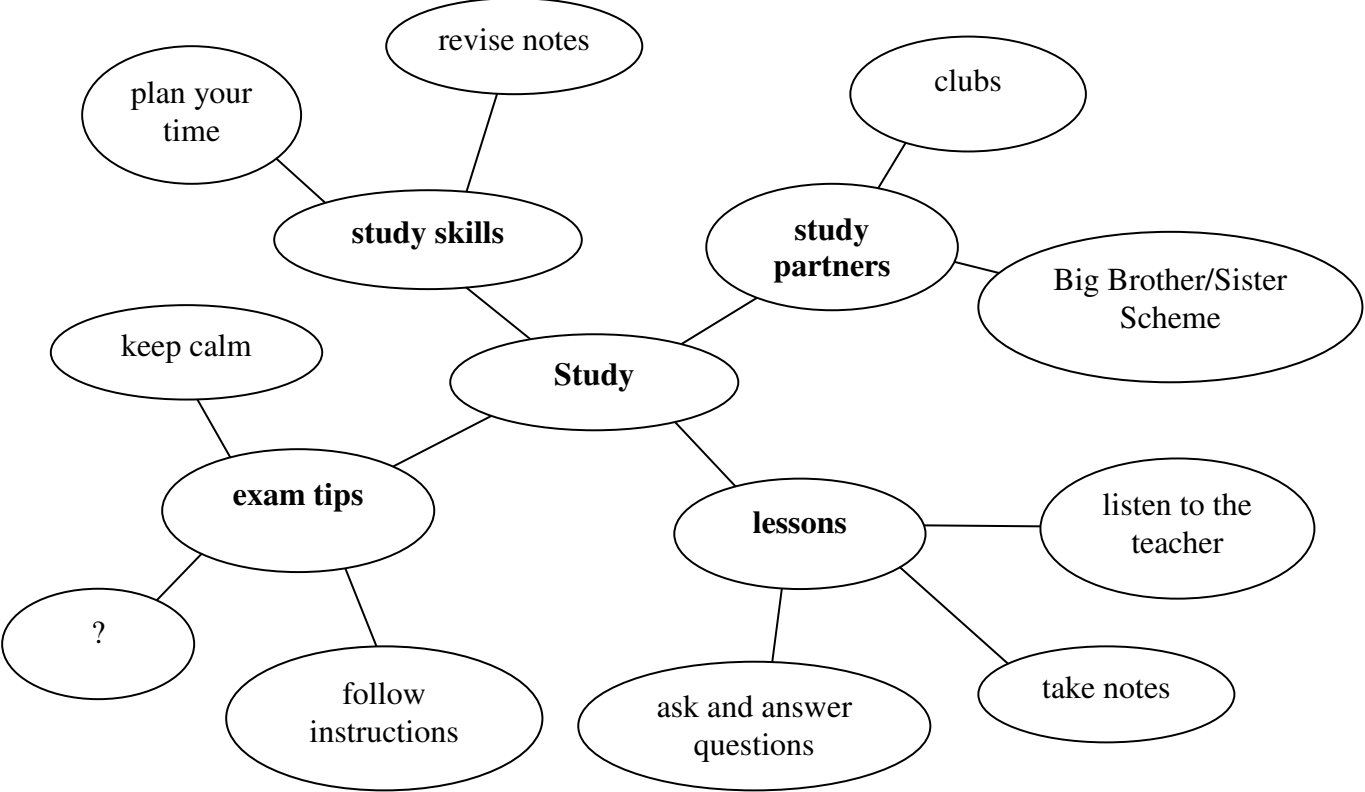 revise notes
plan your
time
clubs
study skills
study
partners
Big Brother/Sister
Scheme
keep calm
Study
exam tips
lessons
listen to the
teacher
?
follow
instructions
ask and answer
questions
take notes